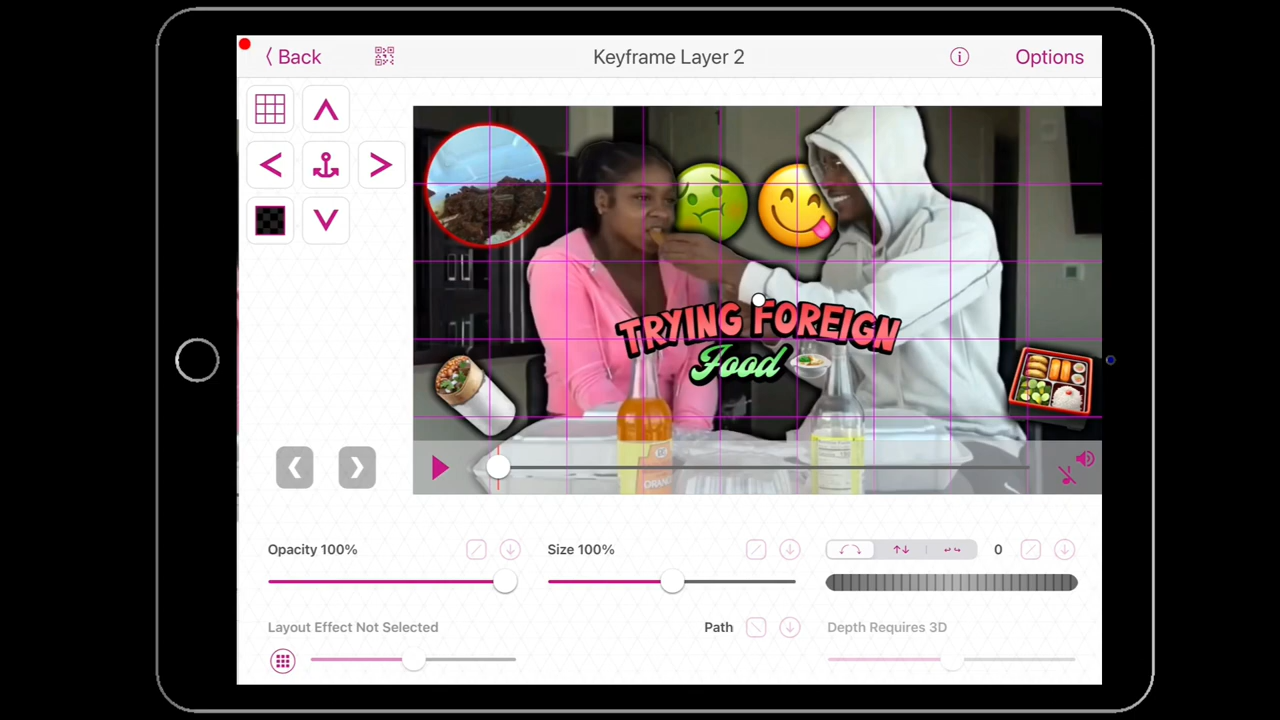 Back
Keyframe Layer 2
Options
TRYING FOREIGN
Food
ORANG
Opacity 100%
Size 100%
0
Layout Effect Not Selected
Path
Depth Requires 3D